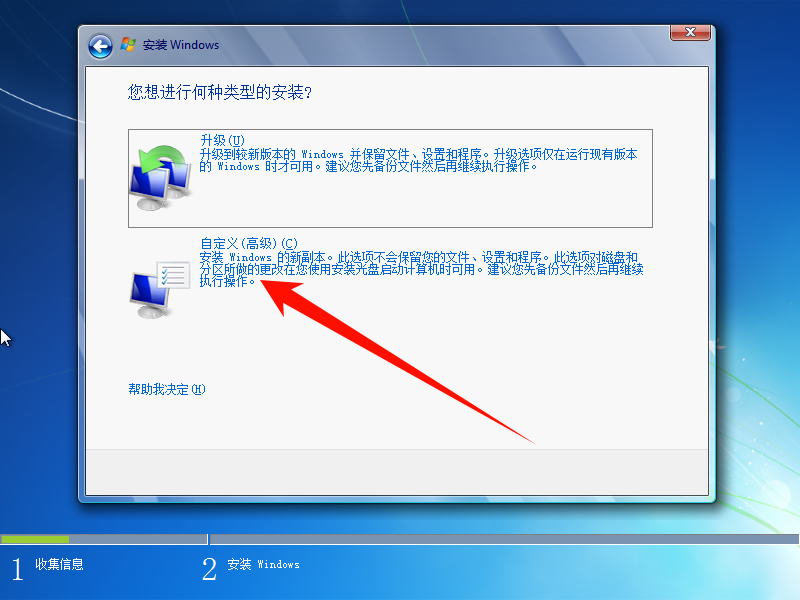 安装 Windows
您想进行何种类型的安装?
升级(U)
升级到较新版本的 Windows 并保留文件、设置和程序。升级选项仅在运行现有版本
的 Windows 时才可用。建议您先备份文件然后再继续执行操作。
自定义(高级)(C)
安装 Windows 的新副本。此选项不会保留您的文件、设置和程序。此选项对磁盘和
分区所做的更改在您使用安装光盘启动计算机时可用。建议您先备份文件然后再继续
执行操作。
帮助我决定(H)
1 收集信息
2 安装 Windows